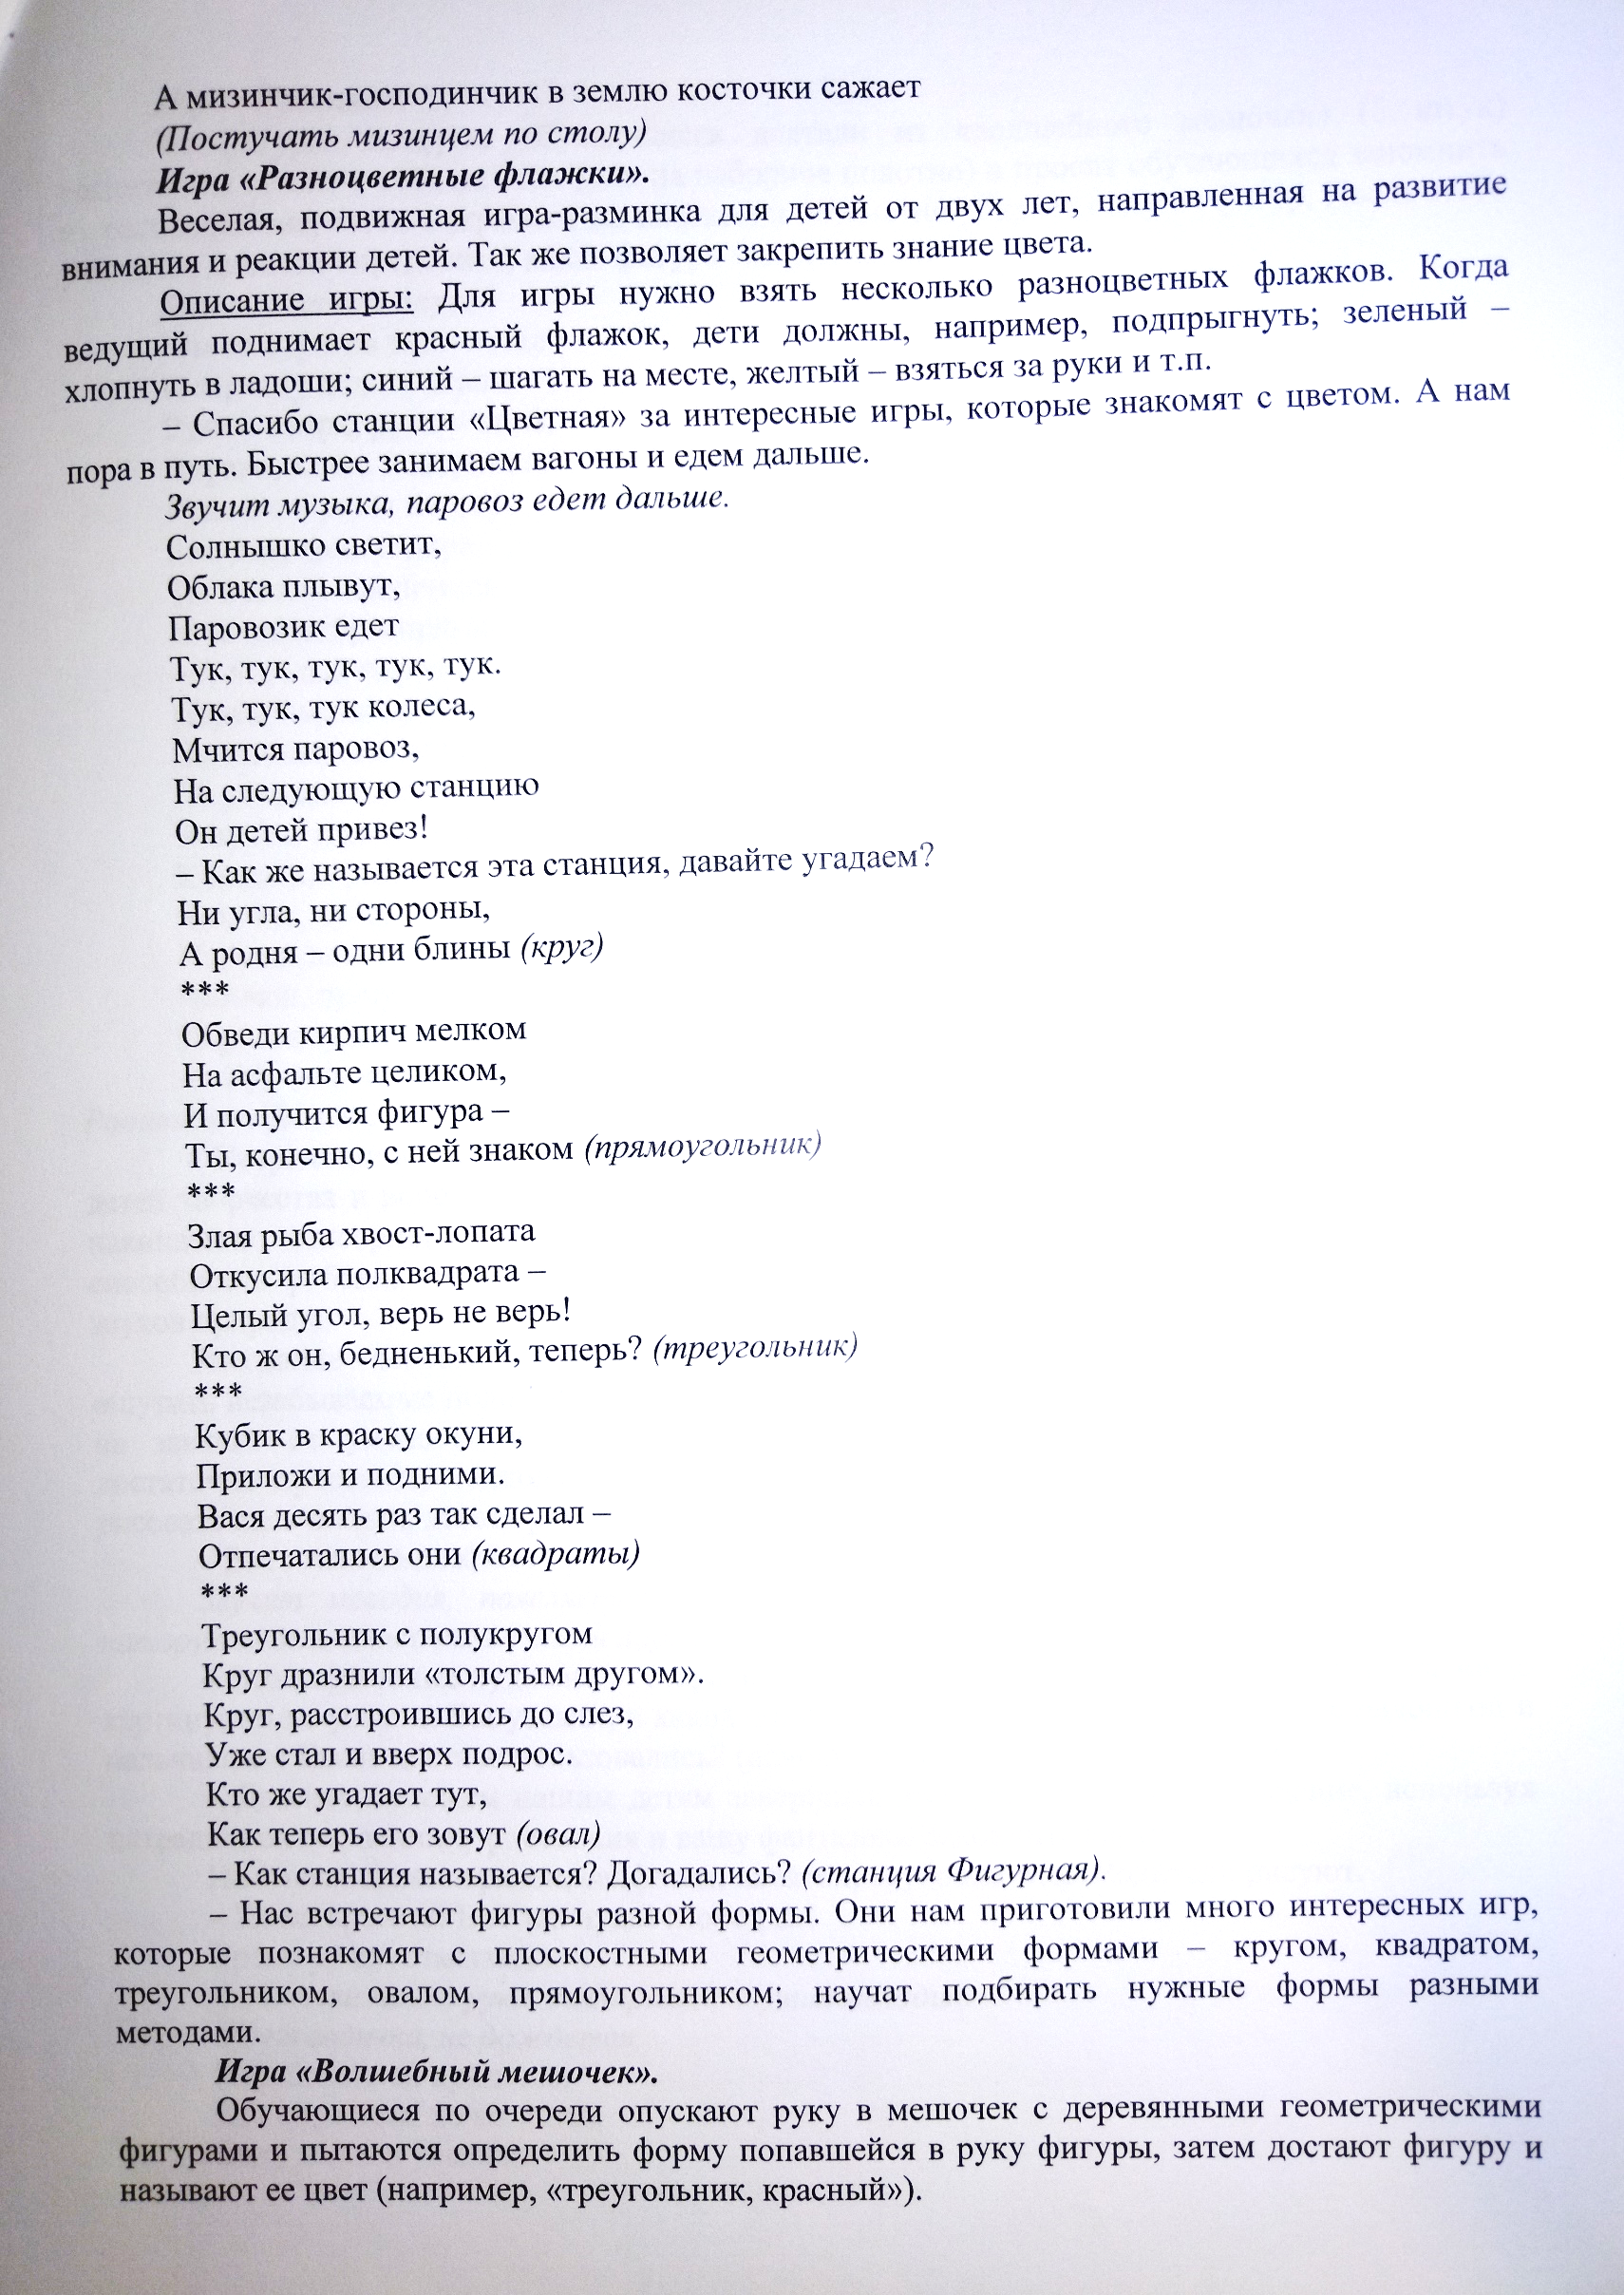 А мизинчик-господинчик в землю косточки сажает
(Постучать мизинцем по столу)
Игра «Разноцветные флажки».
Веселая, подвижная игра-разминка для детей от двух лет, направленная на развитие
внимания и реакции детей. Так же позволяет закрепить знание цвета.
Описание игры: Для игры нужно взять несколько разноцветных флажков. Когда
ведущий поднимает красный флажок, дети должны, например, подпрыгнуть; зеленый –
хлопнуть в ладоши; синий – шагать на месте, желтый – взяться за руки и т.п.
– Спасибо станции «Цветная» за интересные игры, которые знакомят с цветом. А нам
пора в путь. Быстрее занимаем вагоны и едем дальше.
Звучит музыка, паровоз едет дальше.
Солнышко светит,
Облака плывут,
Паровозик едет
Тук, тук, тук, тук, тук.
Тук, тук, тук колеса,
Мчится паровоз,
На следующую станцию
Он детей привез!
– Как же называется эта станция, давайте угадаем?
Ни угла, ни стороны,
А родня – одни блины (круг)
***
Обведи кирпич мелком
На асфальте целиком,
И получится фигура –
Ты, конечно, с ней знаком (прямоугольник)
***
Злая рыба хвост-лопата
Откусила полквадрата –
Целый угол, верь не верь!
Кто ж он, бедненький, теперь? (треугольник)
***
Кубик в краску окуни,
Приложи и подними.
Вася десять раз так сделал –
Отпечатались они (квадраты)
***
Треугольник с полукругом
Круг дразнили «толстым другом».
Круг, расстроившись до слез,
Уже стал и вверх подрос.
Кто же угадает тут,
Как теперь его зовут (овал)
– Как станция называется? Догадались? (станция Фигурная).
– Нас встречают фигуры разной формы. Они нам приготовили много интересных игр,
которые познакомят с плоскостными геометрическими формами – кругом, квадратом,
треугольником, овалом, прямоугольником; научат подбирать нужные формы разными
методами.
Игра «Волшебный мешочек».
Обучающиеся по очереди опускают руку в мешочек с деревянными геометрическими
фигурами и пытаются определить форму попавшейся в руку фигуры, затем достают фигуру и
называют ее цвет (например, «треугольник, красный»).